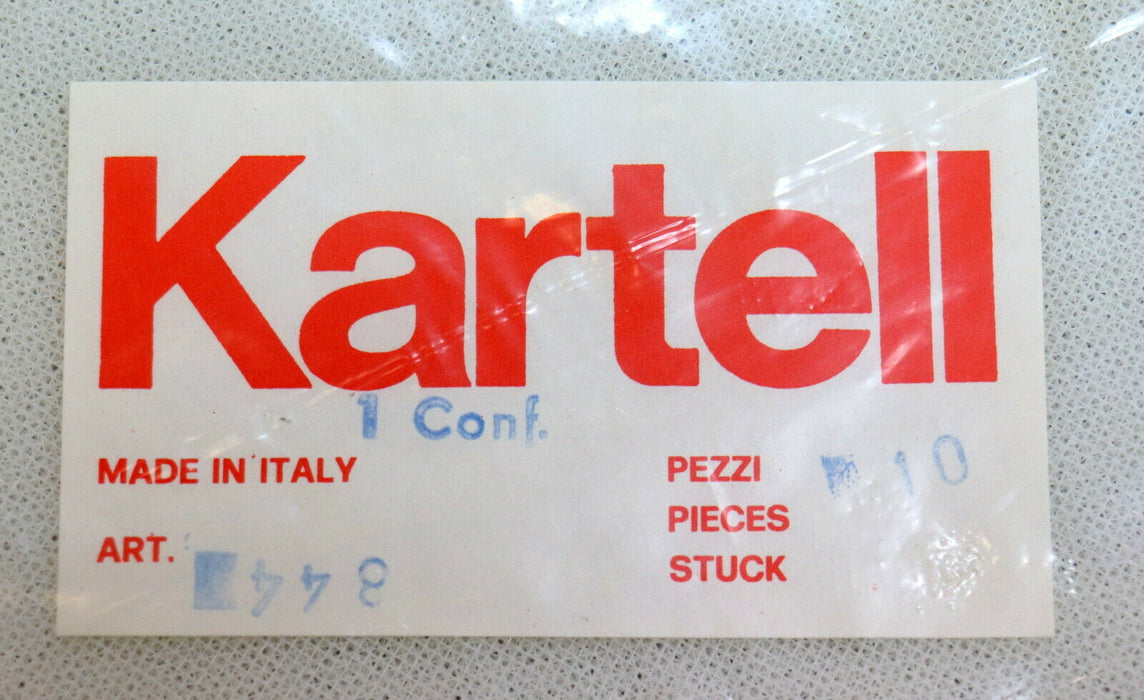 Kartell
1 Conf.
MADE IN ITALY
ART. 844
PEZZI 10
PIECES
STUCK